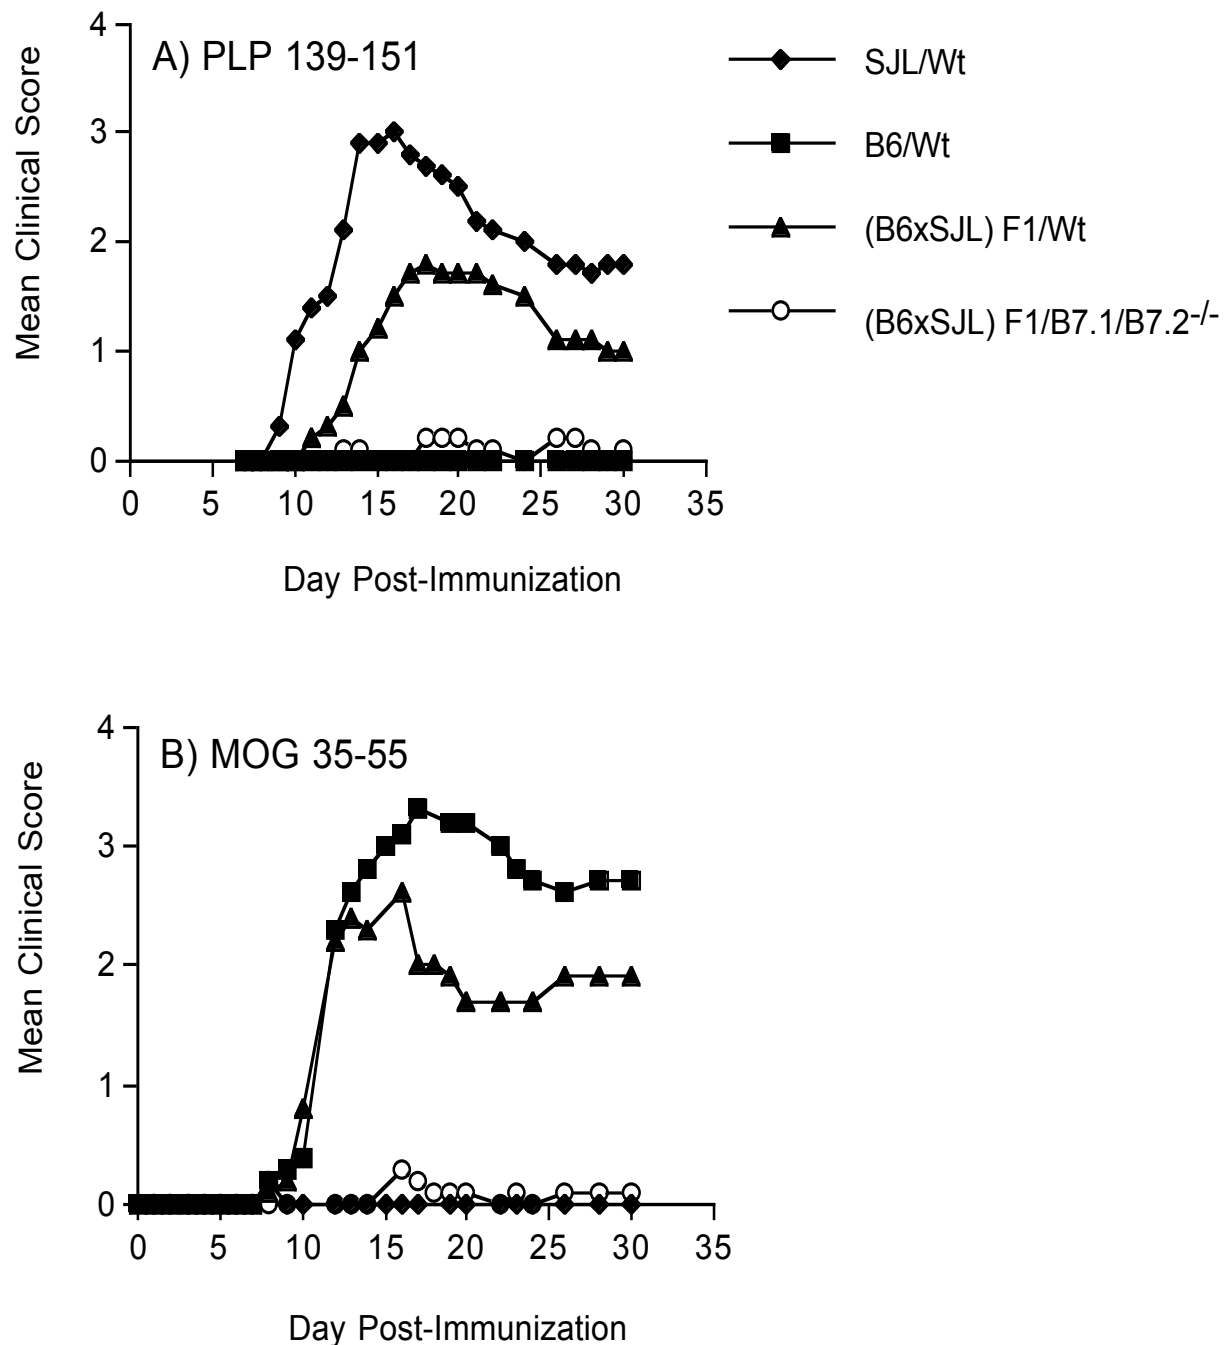 A) PLP 139-151
Mean Clinical Score
4
3
2
1
0
0 5 10 15 20 25 30 35
Day Post-Immunization
SJL/Wt
B6/Wt
(B6xSJL) F1/Wt
(B6xSJL) F1/B7.1/B7.2-/-
B) MOG 35-55
Mean Clinical Score
4
3
2
1
0
0 5 10 15 20 25 30 35
Day Post-Immunization